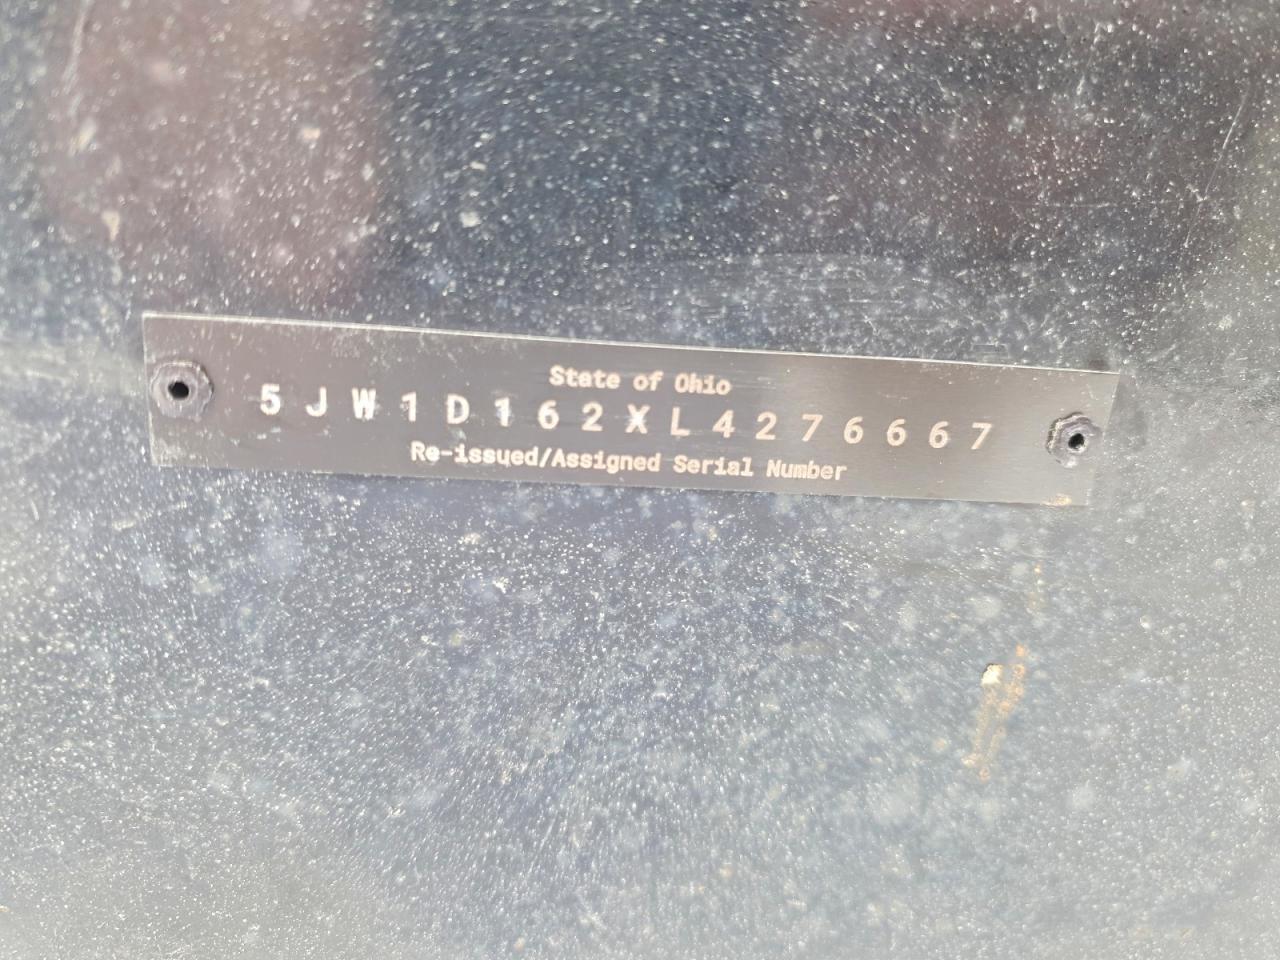 State of Ohio
5JW1D162XL4276667
Re-issued/Assigned Serial Number